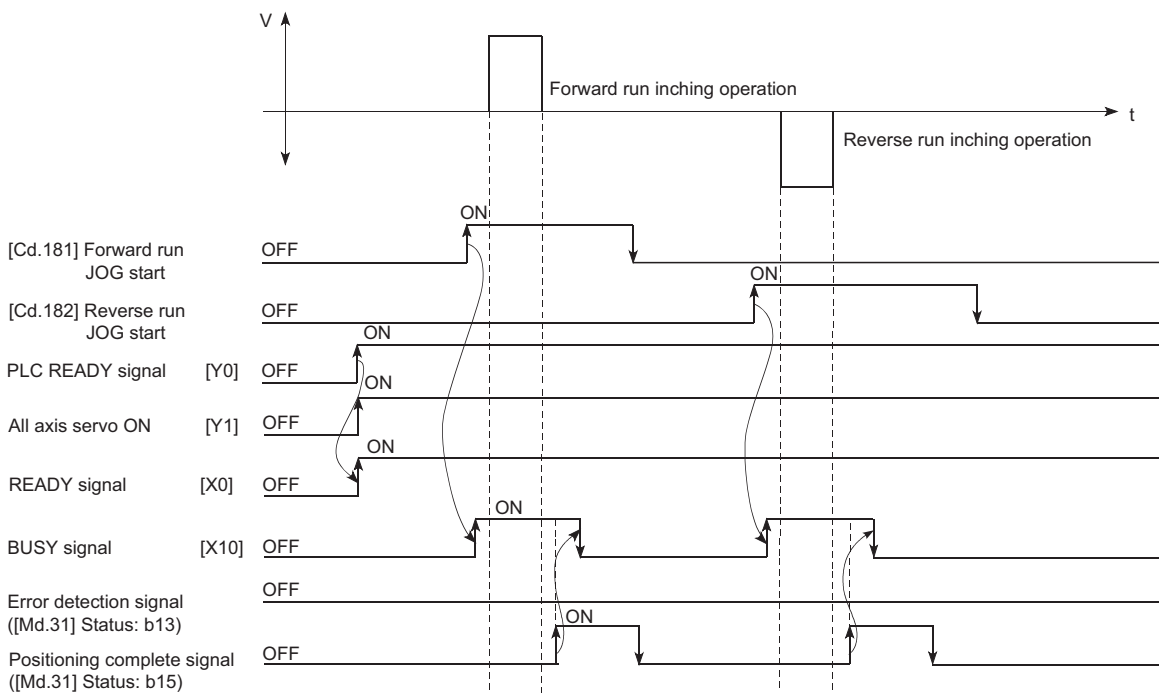 V
Forward run inching operation
t
Reverse run inching operation
ON
[Cd.181] Forward run
JOG start
OFF
ON
[Cd.182] Reverse run
JOG start
OFF
ON
PLC READY signal [Y0] OFF
ON
All axis servo ON [Y1] OFF
ON
READY signal [X0] OFF
ON
BUSY signal [X10] OFF
OFF
Error detection signal
([Md.31] Status: b13)
ON
OFF
Positioning complete signal
([Md.31] Status: b15)